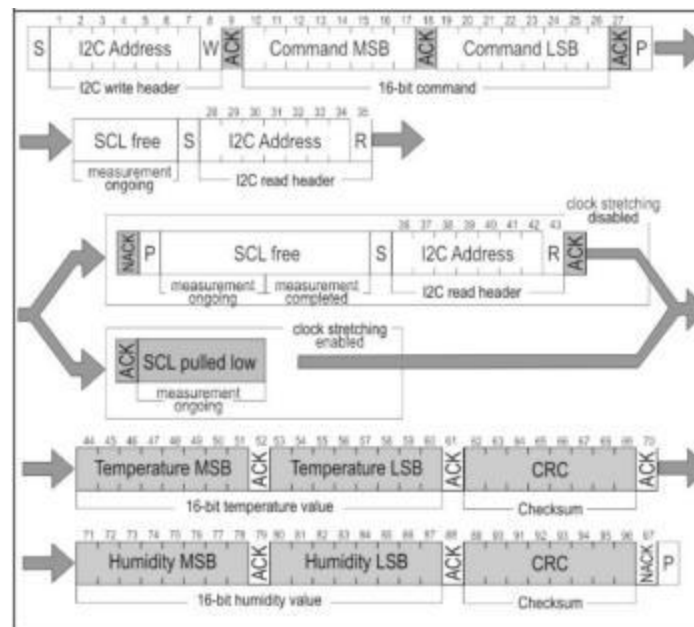 1 2 3 4 5 6 7 8 9 10 11 12 13 14 15 16 17 18 19 20 21 22 23 24 25 26 27
S I2C Address W ACK Command MSB ACK Command LSB ACK P
I2C write header 16-bit command
28 29 30 31 32 33 34 35
SCL free S I2C Address R
measurement ongoing I2C read header
clock stretching disabled
36 37 38 39 40 41 42 43
NACK P SCL free S I2C Address R ACK
measurement ongoing measurement completed I2C read header
clock stretching enabled
ACK SCL pulled low
measurement ongoing
44 45 46 47 48 49 50 51 52 53 54 55 56 57 58 59 60 61 62 63 64 65 66 67 68 69 70
Temperature MSB ACK Temperature LSB ACK CRC ACK
16-bit temperature value Checksum
71 72 73 74 75 76 77 78 79 80 81 82 83 84 85 86 87 88 89 90 91 92 93 94 95 96 97
Humidity MSB ACK Humidity LSB ACK CRC NACK P
16-bit humidity value Checksum